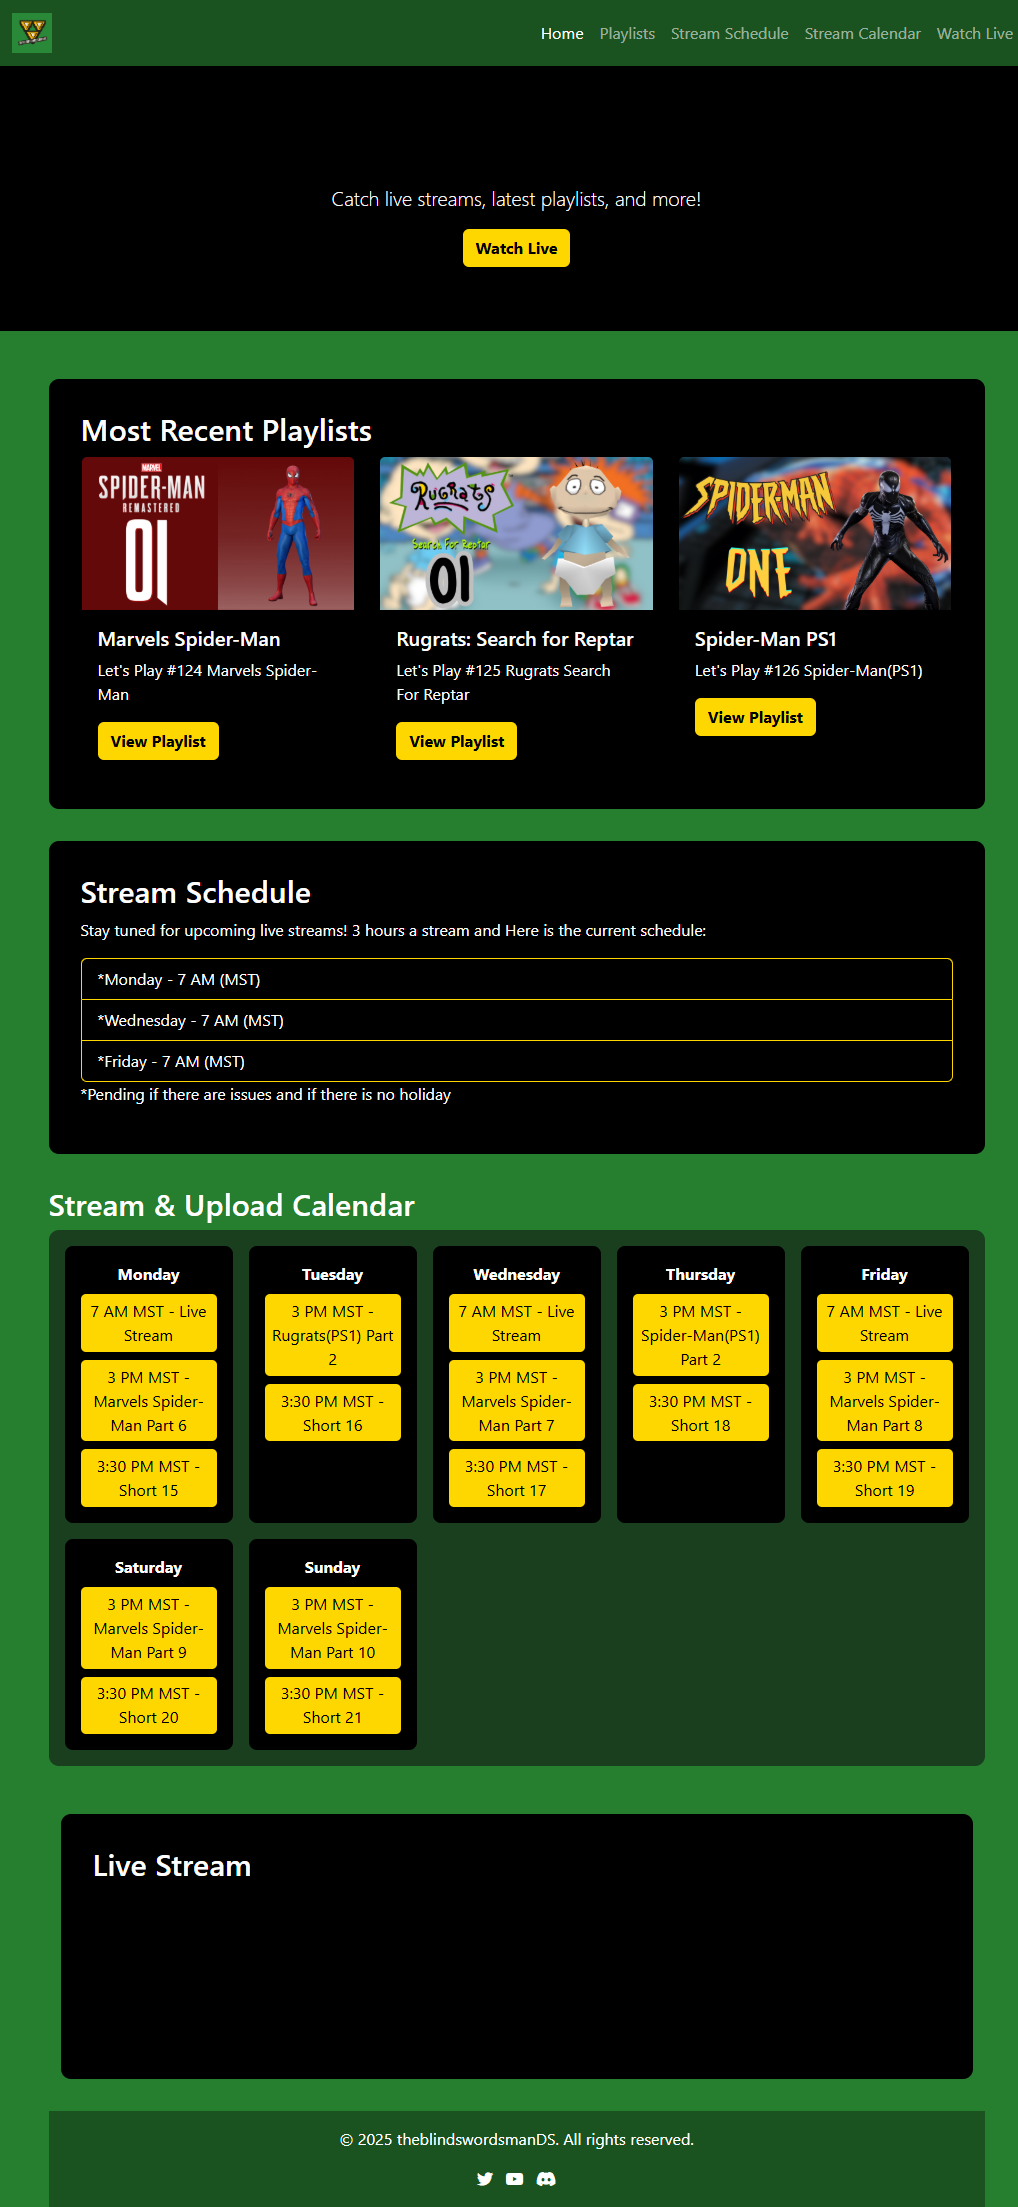 Home Playlists Stream Schedule Stream Calendar Watch Live
Catch live streams, latest playlists, and more!
Watch Live
Most Recent Playlists
MARVEL
SPIDER-MAN
REMASTERED
01
Rugrats
Search For Reptar
01
SPIDER-MAN
ONE
Marvels Spider-Man
Let's Play #124 Marvels Spider-
Man
View Playlist
Rugrats: Search for Reptar
Let's Play #125 Rugrats Search
For Reptar
View Playlist
Spider-Man PS1
Let's Play #126 Spider-Man(PS1)
View Playlist
Stream Schedule
Stay tuned for upcoming live streams! 3 hours a stream and Here is the current schedule:
*Monday - 7 AM (MST)
*Wednesday - 7 AM (MST)
*Friday - 7 AM (MST)
*Pending if there are issues and if there is no holiday
Stream & Upload Calendar
Monday
7 AM MST - Live
Stream
3 PM MST -
Marvels Spider-
Man Part 6
3:30 PM MST -
Short 15
Tuesday
3 PM MST -
Rugrats(PS1) Part
2
3:30 PM MST -
Short 16
Wednesday
7 AM MST - Live
Stream
3 PM MST -
Marvels Spider-
Man Part 7
3:30 PM MST -
Short 17
Thursday
3 PM MST -
Spider-Man(PS1)
Part 2
3:30 PM MST -
Short 18
Friday
7 AM MST - Live
Stream
3 PM MST -
Marvels Spider-
Man Part 8
3:30 PM MST -
Short 19
Saturday
3 PM MST -
Marvels Spider-
Man Part 9
3:30 PM MST -
Short 20
Sunday
3 PM MST -
Marvels Spider-
Man Part 10
3:30 PM MST -
Short 21
Live Stream
© 2025 theblindswordsmanDS. All rights reserved.